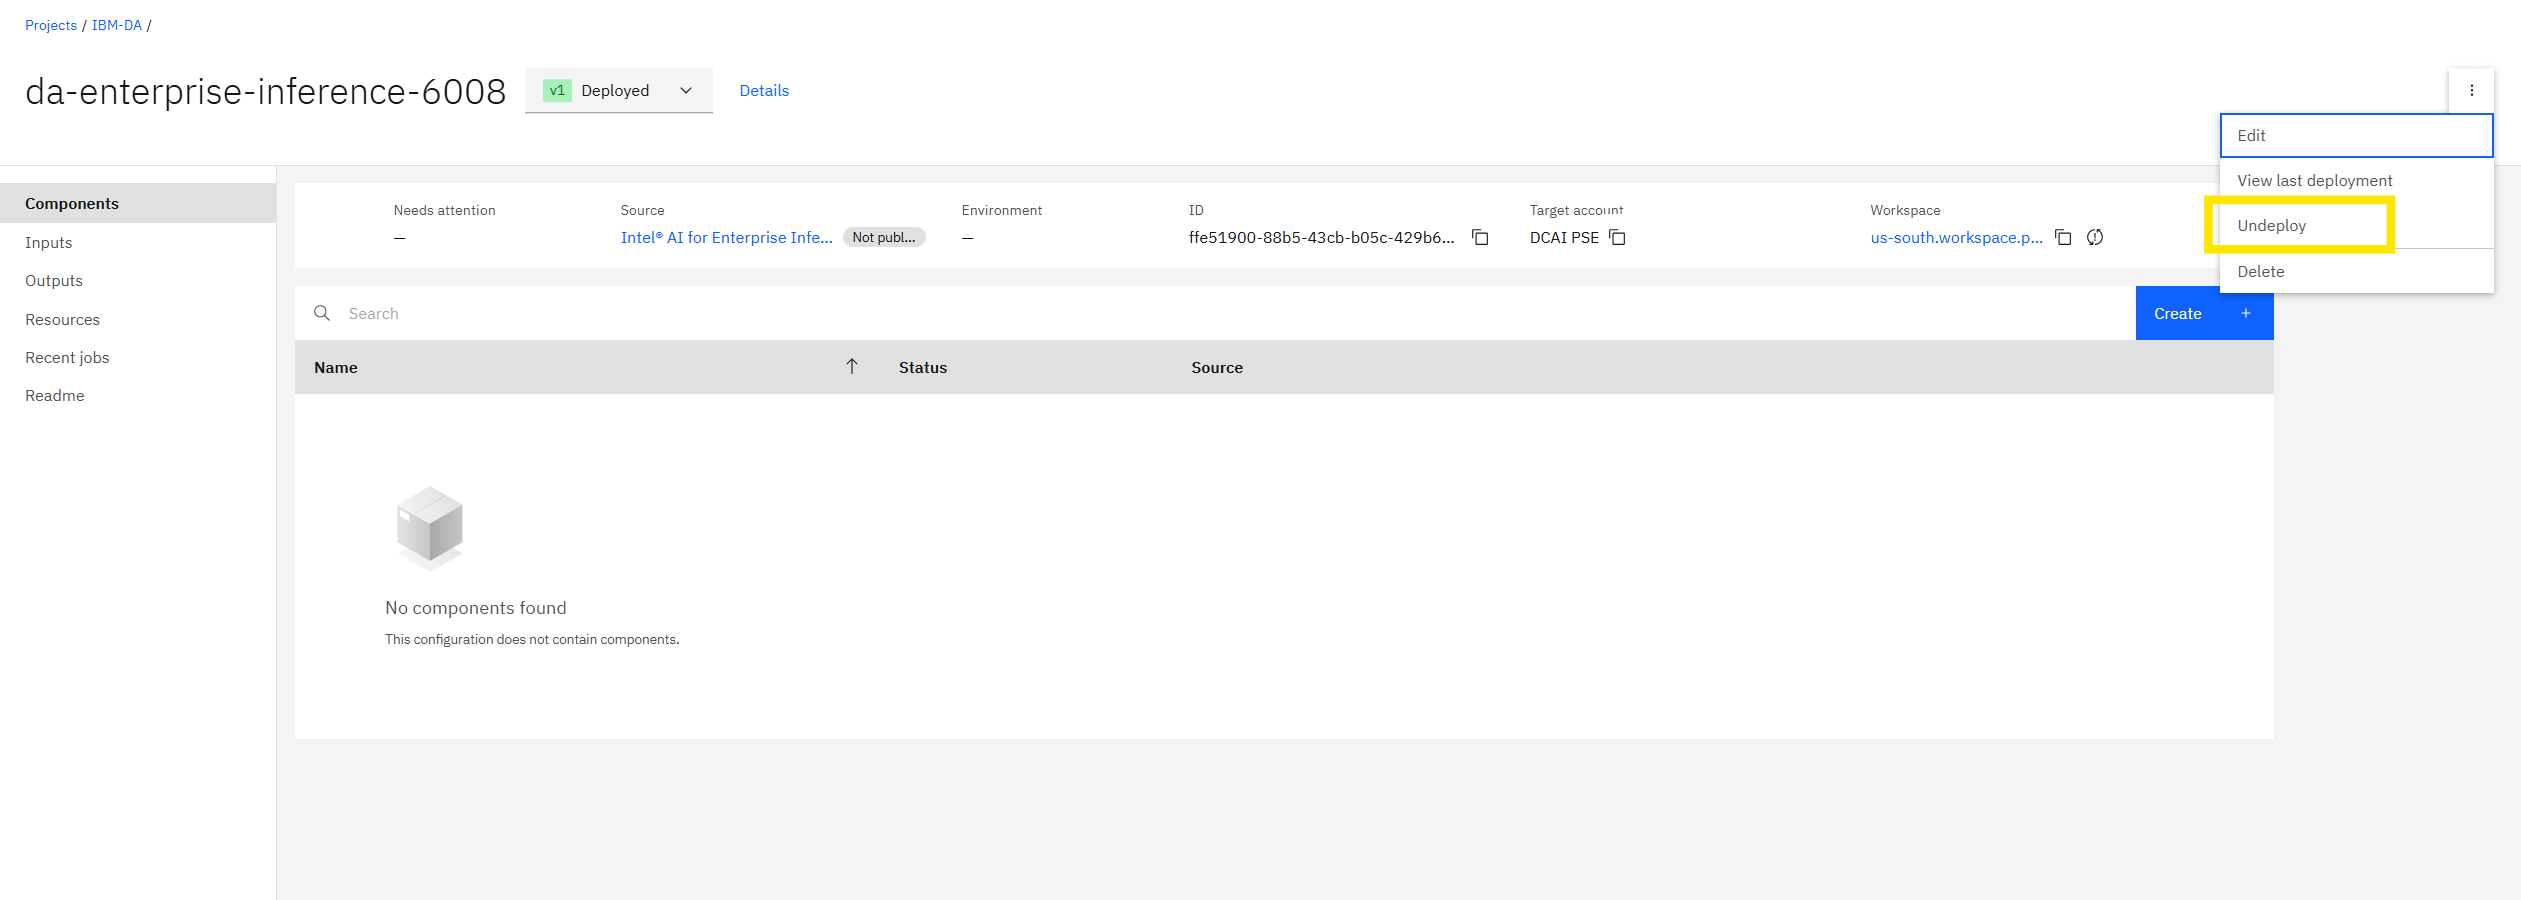 Projects / IBM-DA /
da-enterprise-inference-6008
v1 Deployed
Details
Edit
View last deployment
Undeploy
Delete
Components
Inputs
Outputs
Resources
Recent jobs
Readme
Needs attention
—
Source
Intel® AI for Enterprise Infe... Not publ...
Environment
—
ID
ffe51900-88b5-43cb-b05c-429b6...
Target account
DCAI PSE
Workspace
us-south.workspace.p...
Search
Create +
Name Status Source
No components found
This configuration does not contain components.